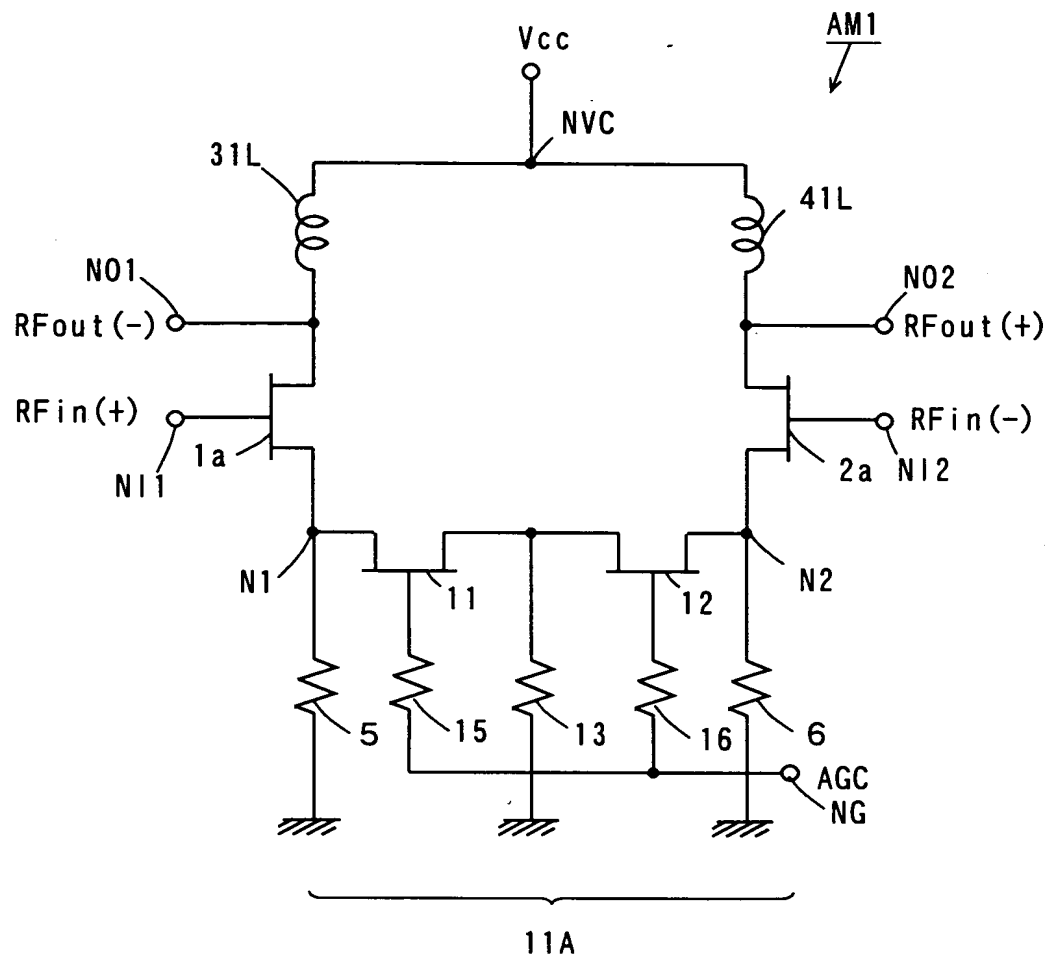 AM1
Vcc
NVC
31L
41L
NO1
NO2
RFout(-)
RFout(+)
RFin(+)
RFin(-)
1a
2a
NI1
NI2
N1
11
12
N2
5
15
13
16
6
AGC
NG
11A